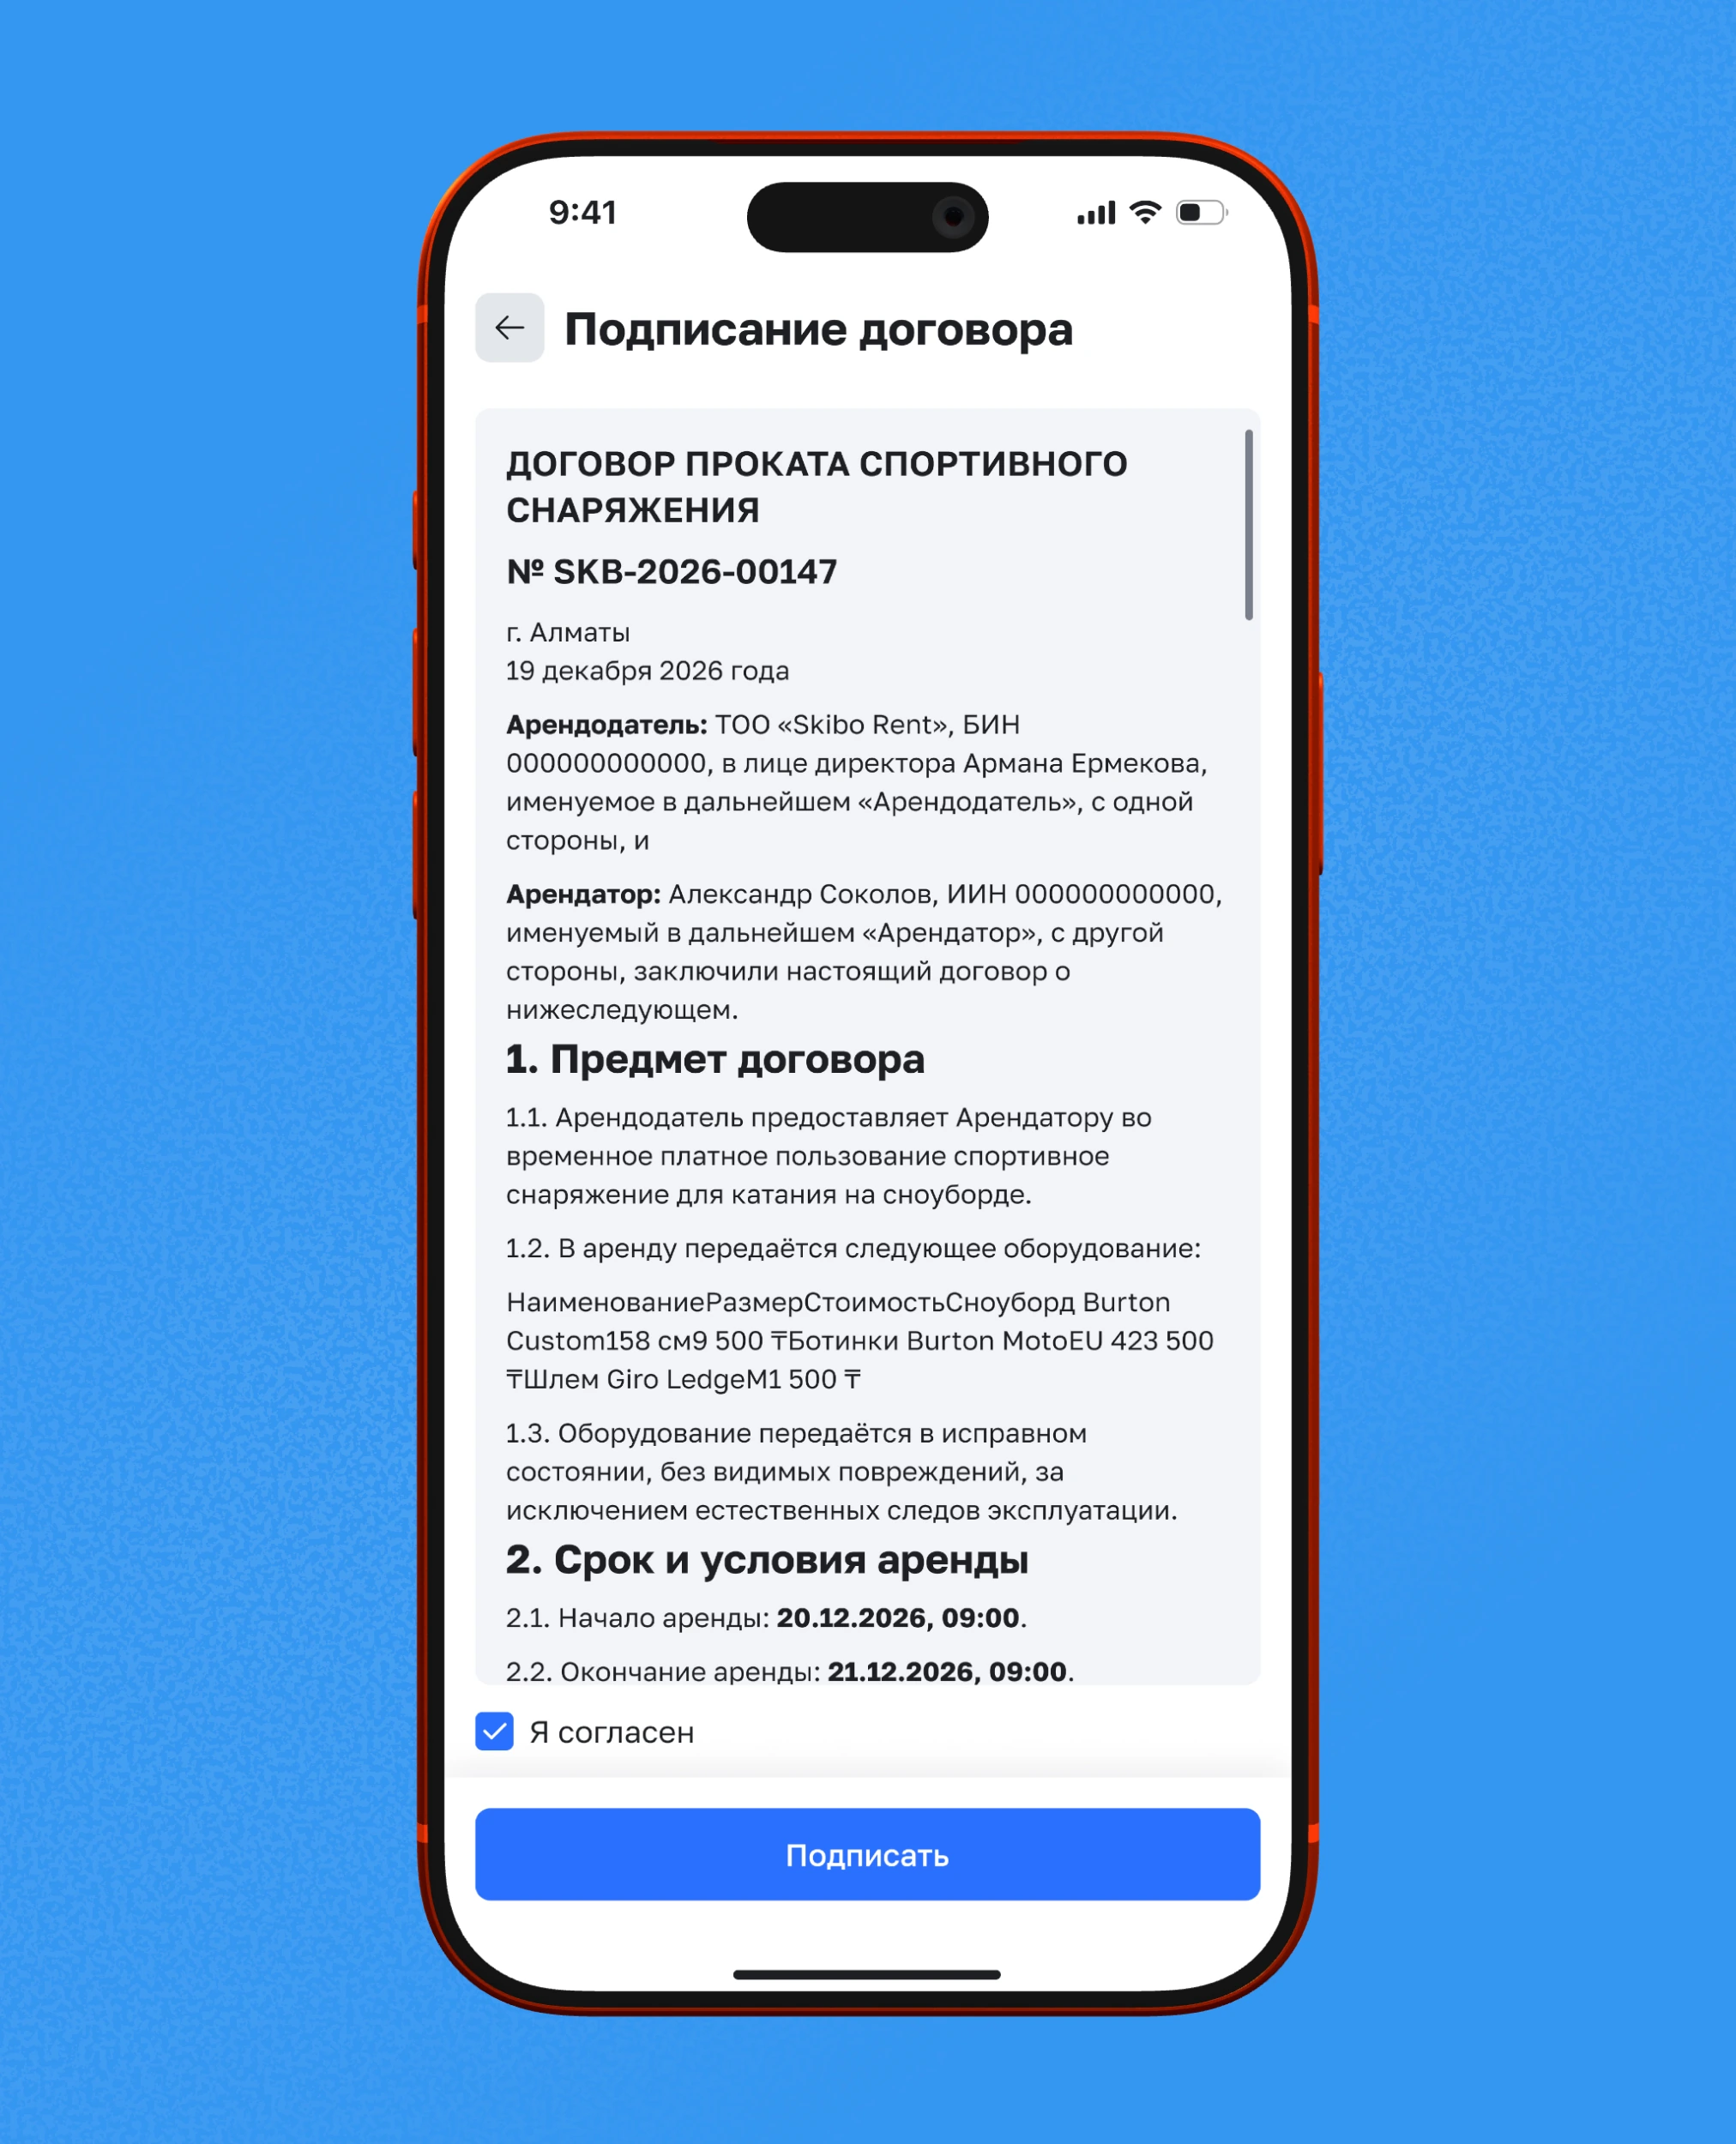 9:41
Подписание договора
ДОГОВОР ПРОКАТА СПОРТИВНОГО
СНАРЯЖЕНИЯ
№ SKB-2026-00147
г. Алматы
19 декабря 2026 года
Арендодатель: ТОО «Skibo Rent», БИН
000000000000, в лице директора Армана Ермекова,
именуемое в дальнейшем «Арендодатель», с одной
стороны, и
Арендатор: Александр Соколов, ИИН 000000000000,
именуемый в дальнейшем «Арендатор», с другой
стороны, заключили настоящий договор о
нижеследующем.
1. Предмет договора
1.1. Арендодатель предоставляет Арендатору во
временное платное пользование спортивное
снаряжение для катания на сноуборде.
1.2. В аренду передаётся следующее оборудование:
НаименованиеРазмерСтоимостьСноуборд Burton
Custom158 см9 500 ₸Ботинки Burton MotoEU 423 500
₸Шлем Giro LedgeM1 500 ₸
1.3. Оборудование передаётся в исправном
состоянии, без видимых повреждений, за
исключением естественных следов эксплуатации.
2. Срок и условия аренды
2.1. Начало аренды: 20.12.2026, 09:00.
2.2. Окончание аренды: 21.12.2026, 09:00.
Я согласен
Подписать